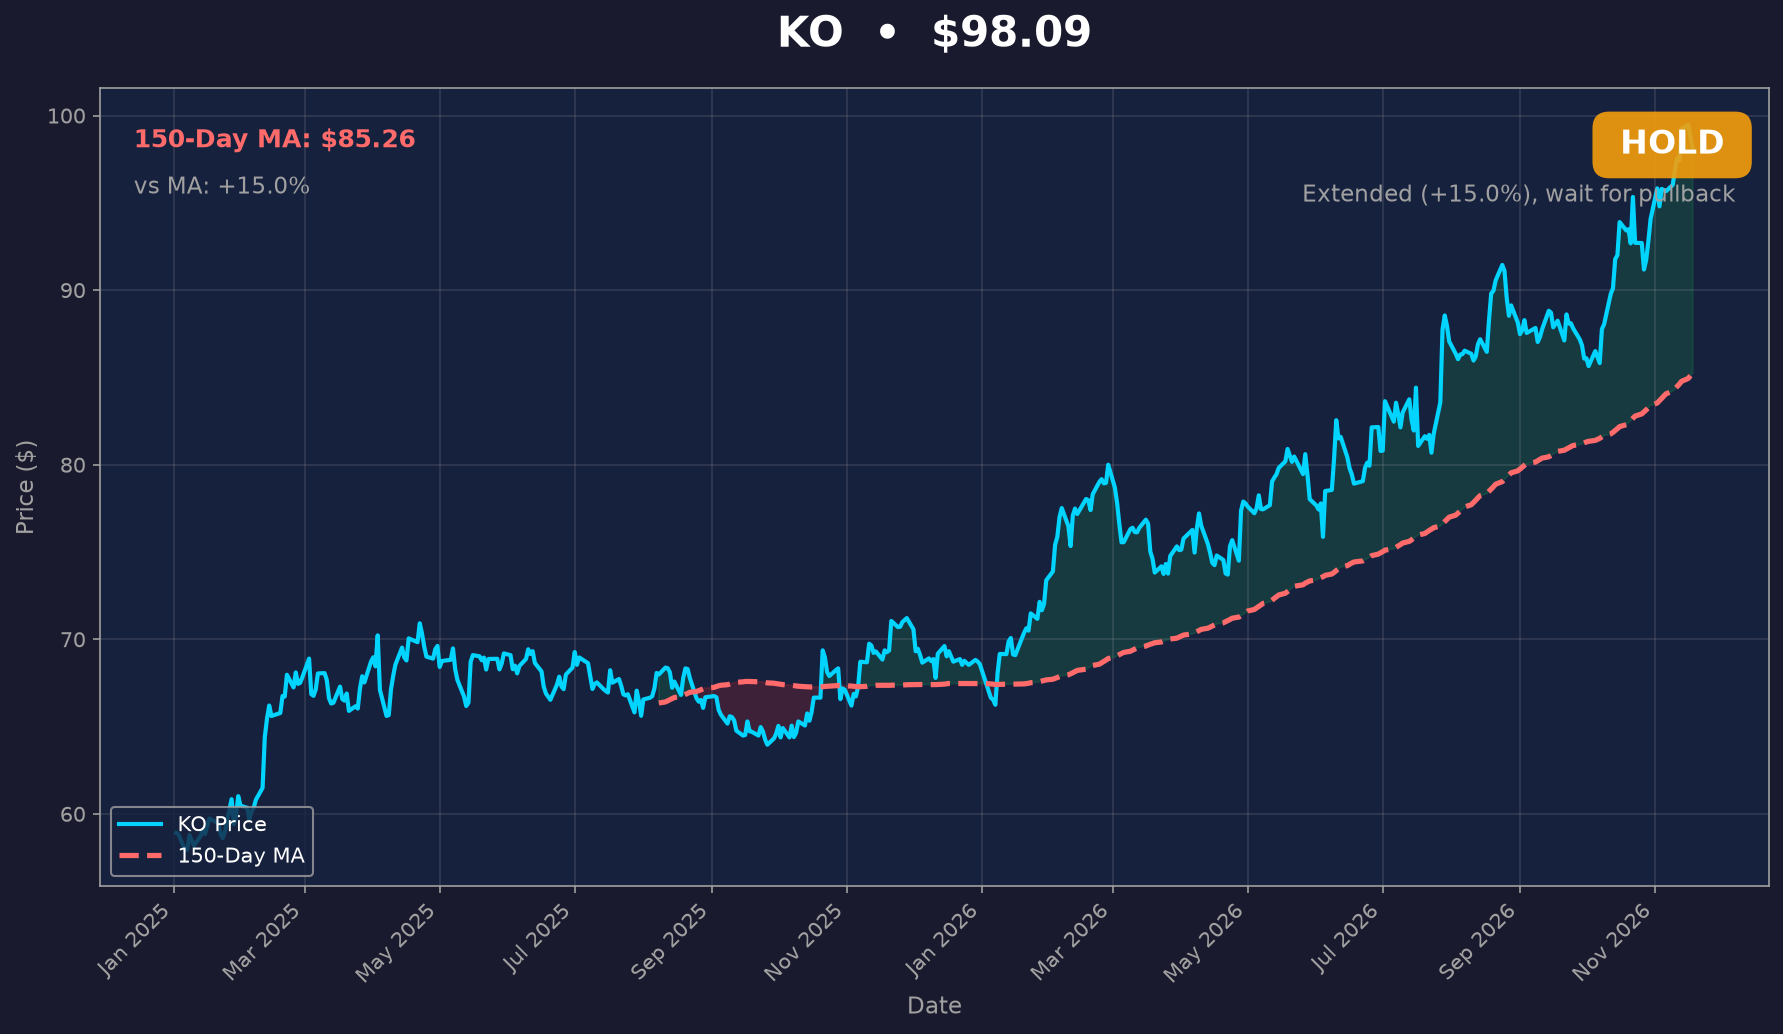 KO • $98.09
150-Day MA: $85.26
vs MA: +15.0%
HOLD
Extended (+15.0%), wait for pullback
100
90
80
70
60
Price ($)
KO Price
150-Day MA
Jan 2025
Mar 2025
May 2025
Jul 2025
Sep 2025
Nov 2025
Jan 2026
Mar 2026
May 2026
Jul 2026
Sep 2026
Nov 2026
Date